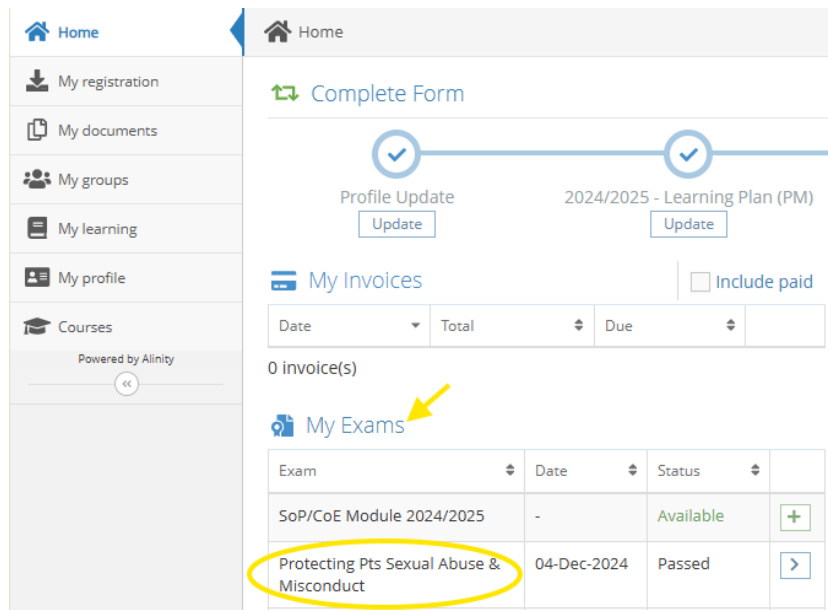 Home
My registration
My documents
My groups
My learning
My profile
Courses
Powered by Alinity
Home
Complete Form
Profile Update
Update
2024/2025 - Learning Plan (PM)
Update
My Invoices
Include paid
Date Total Due
0 invoice(s)
My Exams
Exam Date Status
SoP/CoE Module 2024/2025 - Available
Protecting Pts Sexual Abuse & 04-Dec-2024 Passed
Misconduct